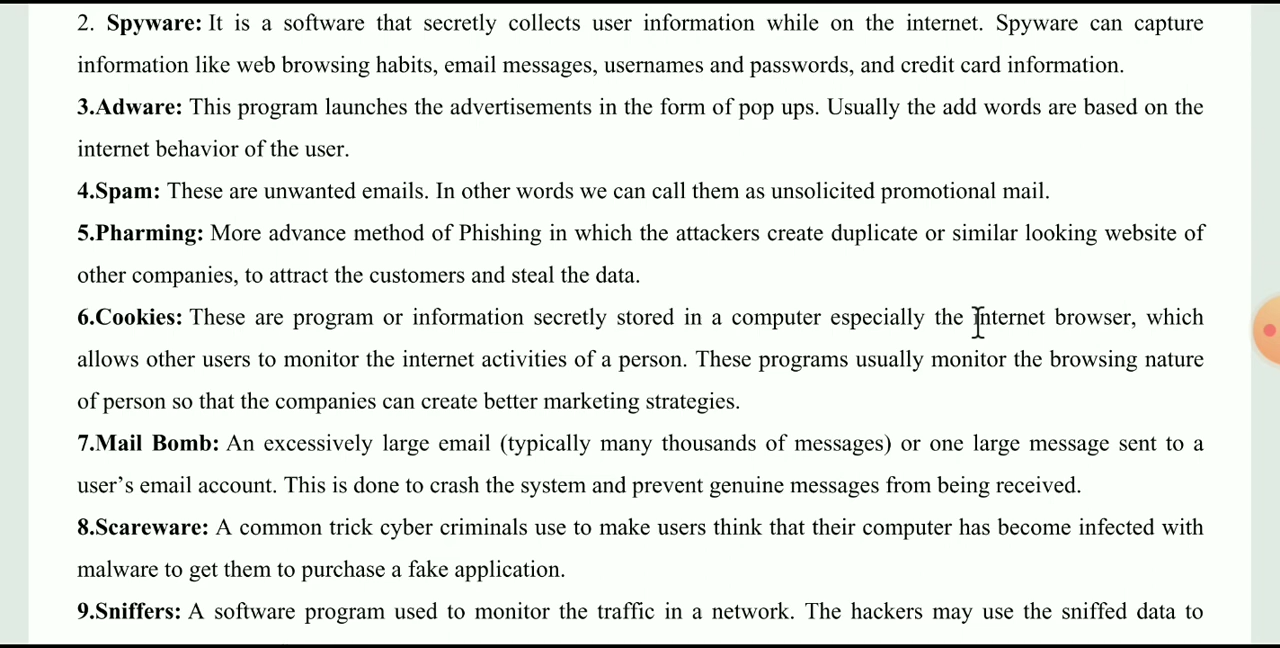 2. Spyware: It is a software that secretly collects user information while on the internet. Spyware can capture
information like web browsing habits, email messages, usernames and passwords, and credit card information.
3.Adware: This program launches the advertisements in the form of pop ups. Usually the add words are based on the
internet behavior of the user.
4.Spam: These are unwanted emails. In other words we can call them as unsolicited promotional mail.
5.Pharming: More advance method of Phishing in which the attackers create duplicate or similar looking website of
other companies, to attract the customers and steal the data.
6.Cookies: These are program or information secretly stored in a computer especially the Internet browser, which
allows other users to monitor the internet activities of a person. These programs usually monitor the browsing nature
of person so that the companies can create better marketing strategies.
7.Mail Bomb: An excessively large email (typically many thousands of messages) or one large message sent to a
user’s email account. This is done to crash the system and prevent genuine messages from being received.
8.Scareware: A common trick cyber criminals use to make users think that their computer has become infected with
malware to get them to purchase a fake application.
9.Sniffers: A software program used to monitor the traffic in a network. The hackers may use the sniffed data to